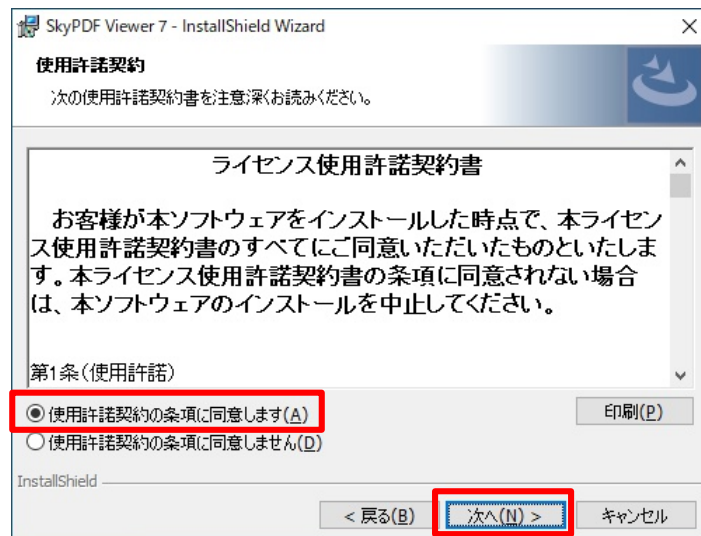 SkyPDF Viewer 7 - InstallShield Wizard
使用許諾契約
次の使用許諾契約書を注意深くお読みください。
ライセンス使用許諾契約書
お客様が本ソフトウェアをインストールした時点で、本ライセン
ス使用許諾契約書のすべてにご同意いただいたものといたしま
す。本ライセンス使用許諾契約書の条項に同意されない場合
は、本ソフトウェアのインストールを中止してください。
第1条(使用許諾)
使用許諾契約の条項に同意します(A)
印刷(P)
使用許諾契約の条項に同意しません(D)
InstallShield
< 戻る(B)
次へ(N) >
キャンセル